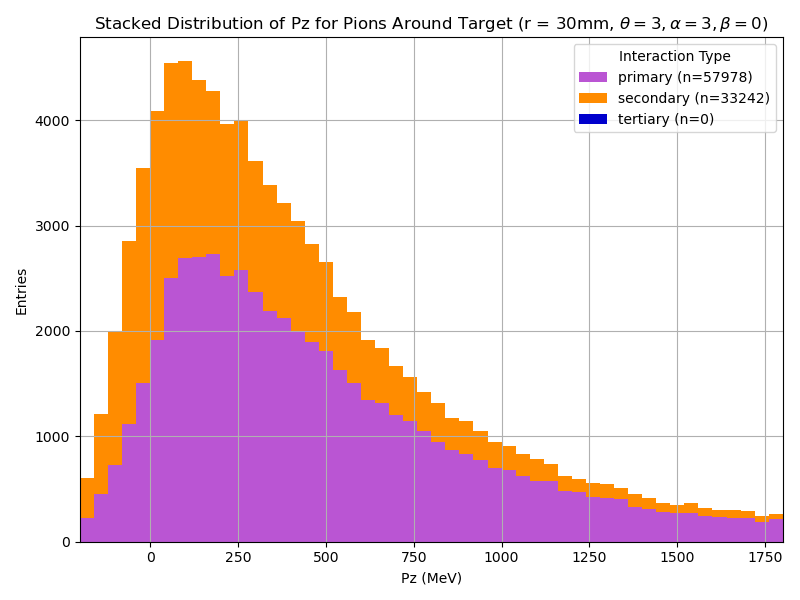 Stacked Distribution of Pz for Pions Around Target (r = 30mm, θ = 3, α = 3, β = 0)
Interaction Type
primary (n=57978)
secondary (n=33242)
tertiary (n=0)
Entries
4000
3000
2000
1000
0
0 250 500 750 1000 1250 1500 1750
Pz (MeV)